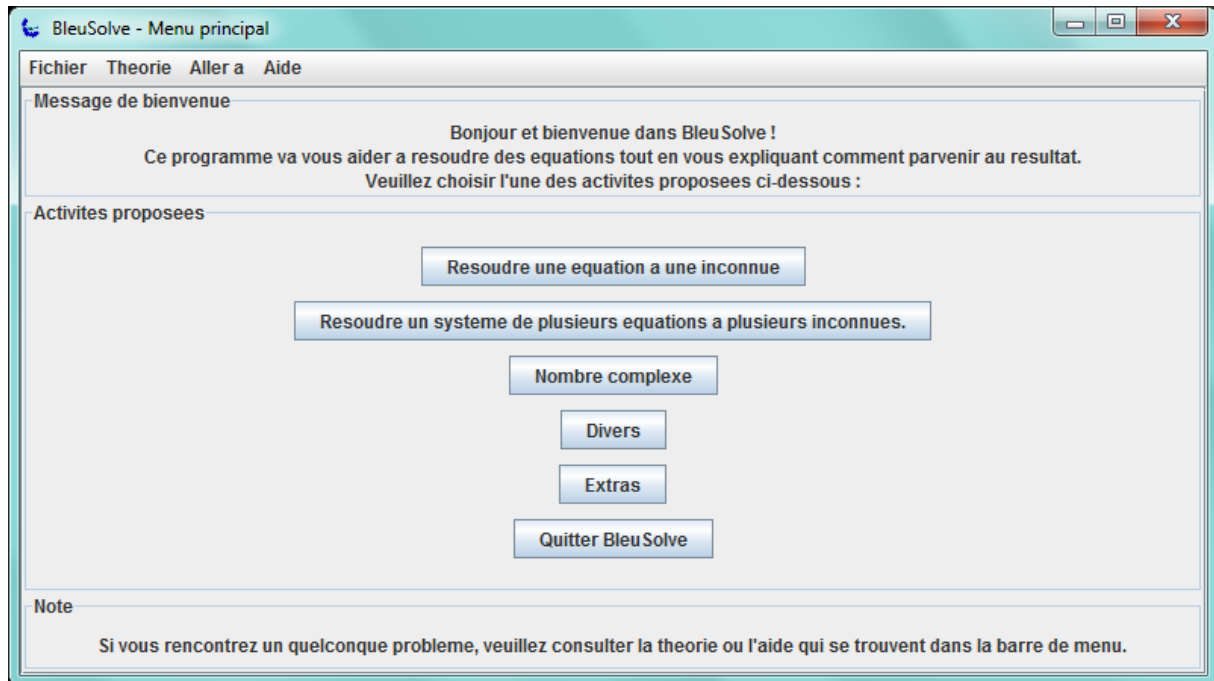 BleuSolve - Menu principal
Fichier Theorie Aller a Aide
Message de bienvenue
Bonjour et bienvenue dans BleuSolve !
Ce programme va vous aider a resoudre des equations tout en vous expliquant comment parvenir au resultat.
Veuillez choisir l'une des activites proposees ci-dessous :
Activites proposees
Resoudre une equation a une inconnue
Resoudre un systeme de plusieurs equations a plusieurs inconnues.
Nombre complexe
Divers
Extras
Quitter BleuSolve
Note
Si vous rencontrez un quelconque probleme, veuillez consulter la theorie ou l'aide qui se trouvent dans la barre de menu.